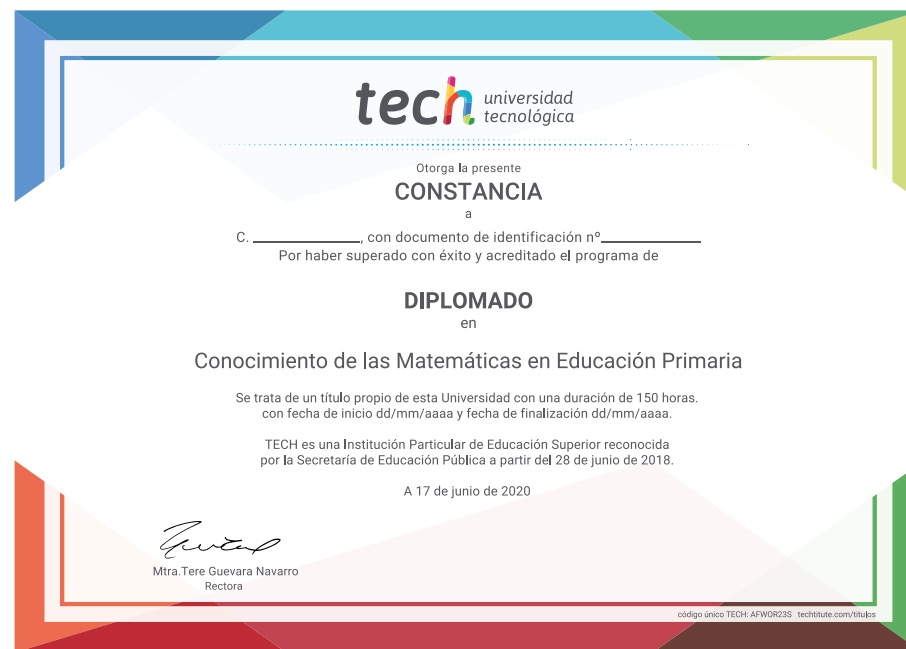 tech universidad
tecnológica
Otorga la presente
CONSTANCIA
a
C. ______________, con documento de identificación nº_____________
Por haber superado con éxito y acreditado el programa de
DIPLOMADO
en
Conocimiento de las Matemáticas en Educación Primaria
Se trata de un título propio de esta Universidad con una duración de 150 horas.
con fecha de inicio dd/mm/aaaa y fecha de finalización dd/mm/aaaa.
TECH es una Institución Particular de Educación Superior reconocida
por la Secretaría de Educación Pública a partir del 28 de junio de 2018.
A 17 de junio de 2020
Mtra.Tere Guevara Navarro
Rectora
código único TECH: AFWOR23S techtitute.com/titulos